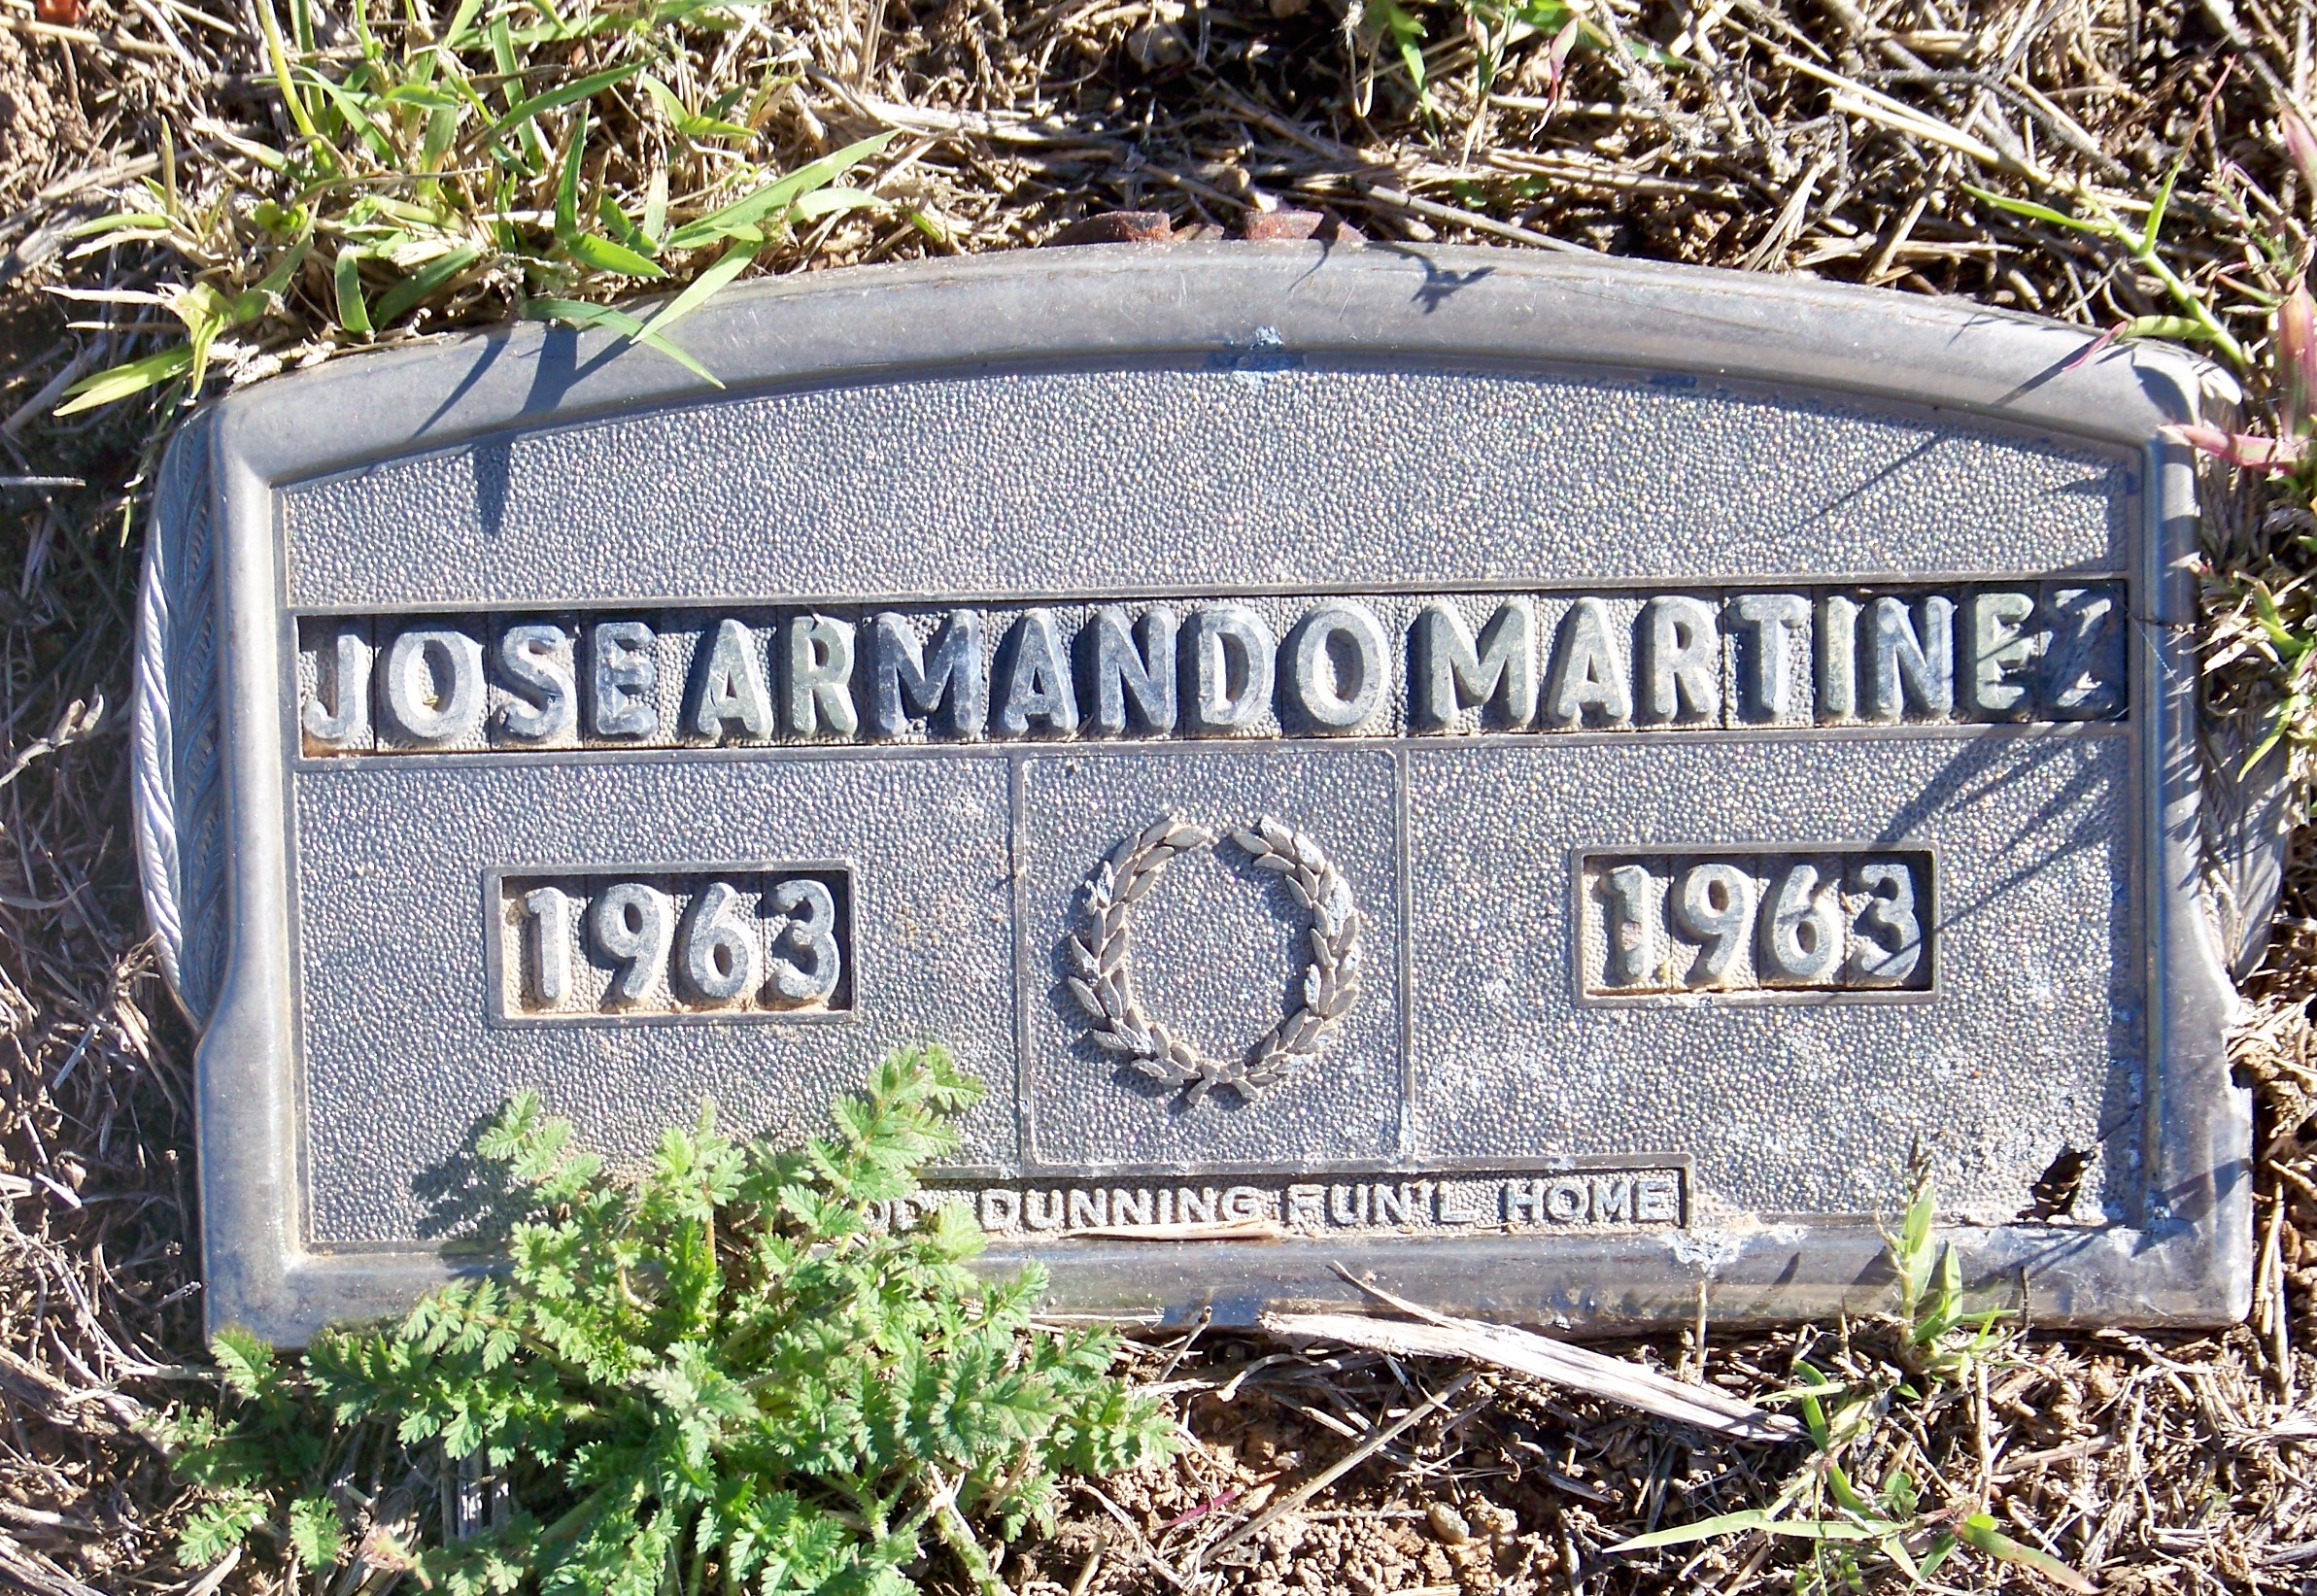 JOSE ARMANDO MARTINEZ
1963 1963
DUNNING FUN'L HOME